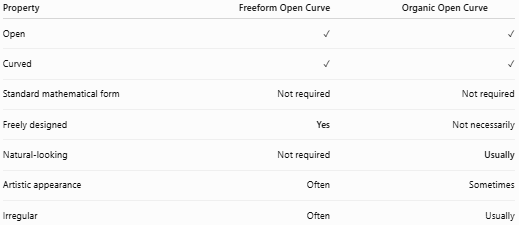 Property Freeform Open Curve Organic Open Curve
Open ✓ ✓
Curved ✓ ✓
Standard mathematical form Not required Not required
Freely designed Yes Not necessarily
Natural-looking Not required Usually
Artistic appearance Often Sometimes
Irregular Often Usually